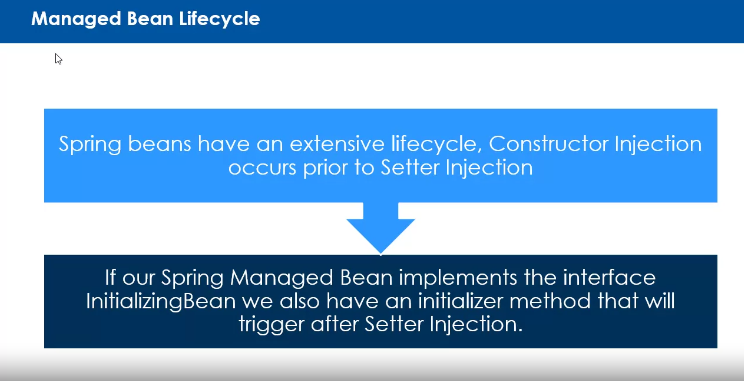 Managed Bean Lifecycle
Spring beans have an extensive lifecycle, Constructor Injection
occurs prior to Setter Injection
If our Spring Managed Bean implements the interface
InitializingBean we also have an initializer method that will
trigger after Setter Injection.